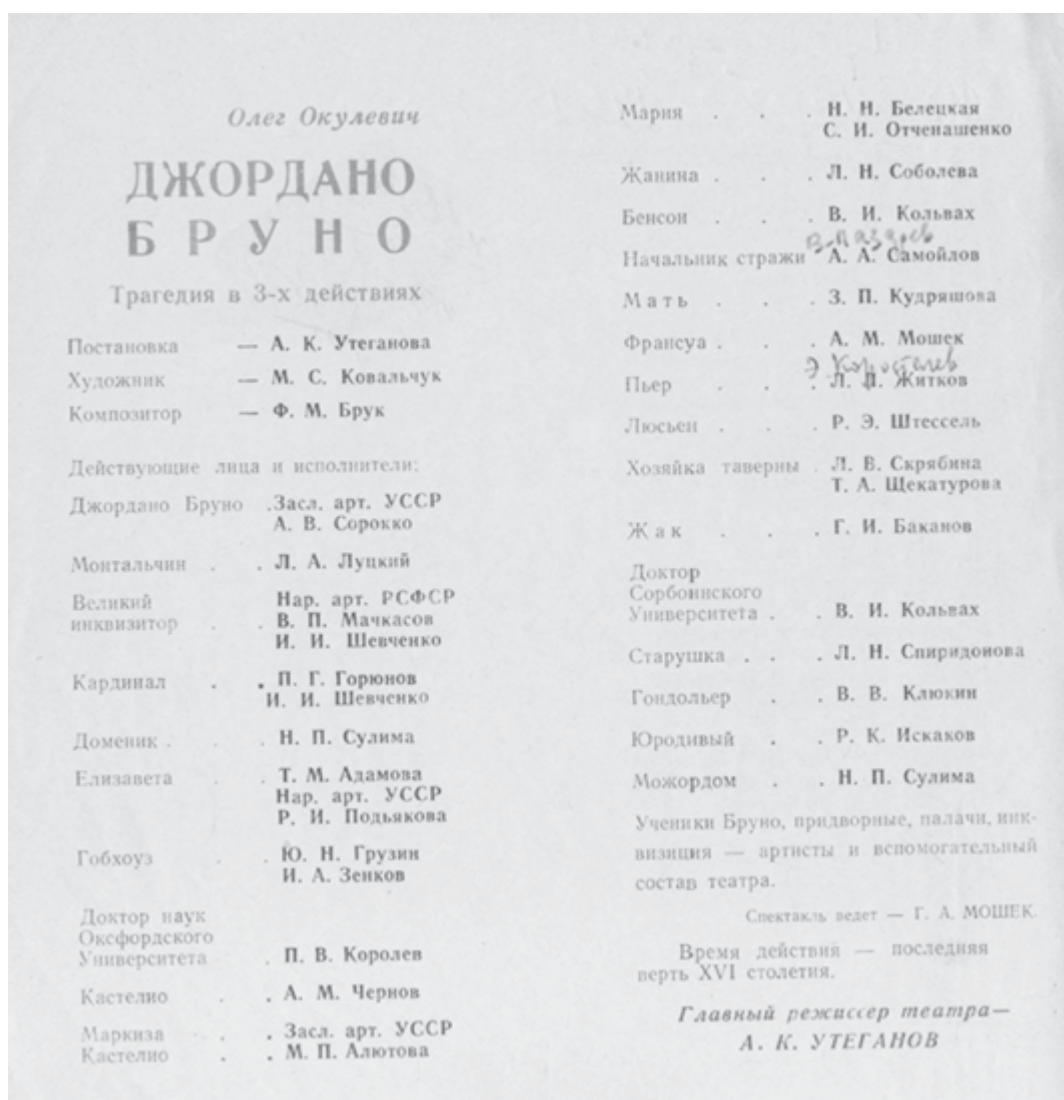 Олег Окулевич
ДЖОРДАНО
БРУНО
Трагедия в 3-х действиях
Постановка — А. К. Утеганова
Художник — М. С. Ковальчук
Композитор — Ф. М. Брук
Действующие лица и исполнители:
Джордано Бруно . Засл. арт. УССР
А. В. Сорокко
Монтальчин . . Л. А. Луцкий
Великий Нар. арт. РСФСР
инквизитор . . В. П. Мачкасов
И. И. Шевченко
Кардинал . . П. Г. Горюнов
И. И. Шевченко
Доменик . . . Н. П. Сулима
Елизавета . . Т. М. Адамова
Нар. арт. УССР
Р. И. Подьякова
Гобхоуз . . Ю. Н. Грузин
И. А. Зенков
Доктор наук
Оксфордского
Университета . П. В. Королев
Кастелио . . А. М. Чернов
Маркиза . . Засл. арт. УССР
Кастелио . . М. П. Алютова
Мария . . . Н. Н. Белецкая
С. И. Отченашенко
Жанина . . . Л. Н. Соболева
Бенсон . . . В. И. Кольвах
Начальник стражи А. А. Самойлов
Мать . . . З. П. Кудряшова
Франсуа . . . А. М. Мошек
Э Коросталев
Пьер . . . Л. Житков
Люсьен . . . Р. Э. Штессель
Хозяйка таверны . Л. В. Скрябина
Т. А. Щекатурова
Жак . . . Г. И. Баканов
Доктор
Сорбоннского
Университета . . В. И. Кольвах
Старушка . . . Л. Н. Спиридонова
Гондольер . . В. В. Клюкин
Юродивый . . Р. К. Искаков
Можордом . . Н. П. Сулима
Ученики Бруно, придворные, палачи, инк-
визиция — артисты и вспомогательный
состав театра.
Спектакль ведет — Г. А. МОШЕК.
Время действия — последняя
верть XVI столетия.
Главный режиссер театра—
А. К. УТЕГАНОВ